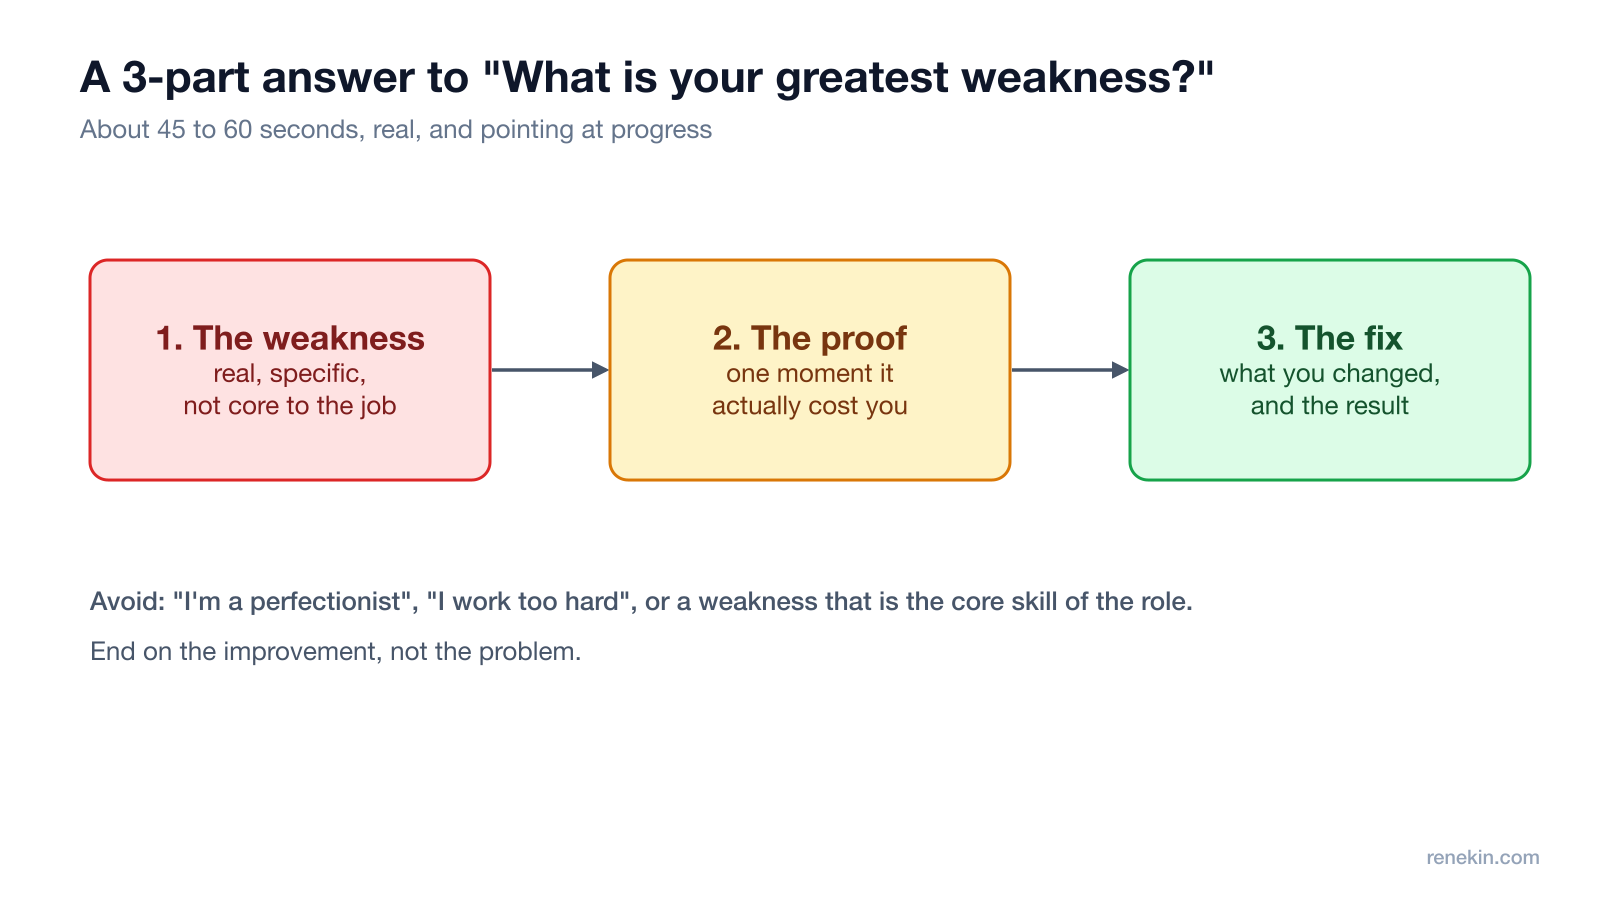 A 3-part answer to "What is your greatest weakness?"
About 45 to 60 seconds, real, and pointing at progress
1. The weakness
real, specific,
not core to the job
2. The proof
one moment it
actually cost you
3. The fix
what you changed,
and the result
Avoid: "I'm a perfectionist", "I work too hard", or a weakness that is the core skill of the role.
End on the improvement, not the problem.
renekin.com